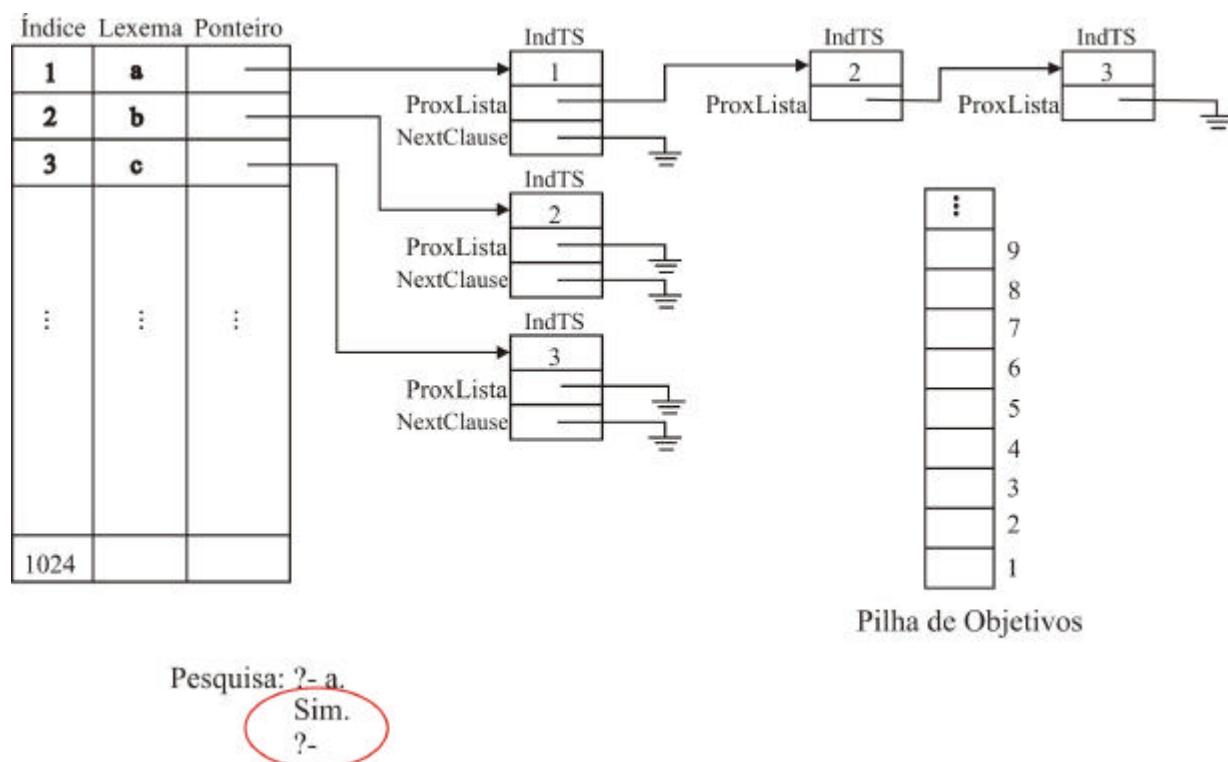 Índice Lexema Ponteiro
1 a
2 b
3 c
⋮ ⋮ ⋮
1024
IndTS
1
ProxLista
NextClause
IndTS
2
ProxLista
IndTS
3
ProxLista
IndTS
2
ProxLista
NextClause
IndTS
3
ProxLista
NextClause
⋮
9
8
7
6
5
4
3
2
1
Pilha de Objetivos
Pesquisa: ?- a.
Sim.
?-